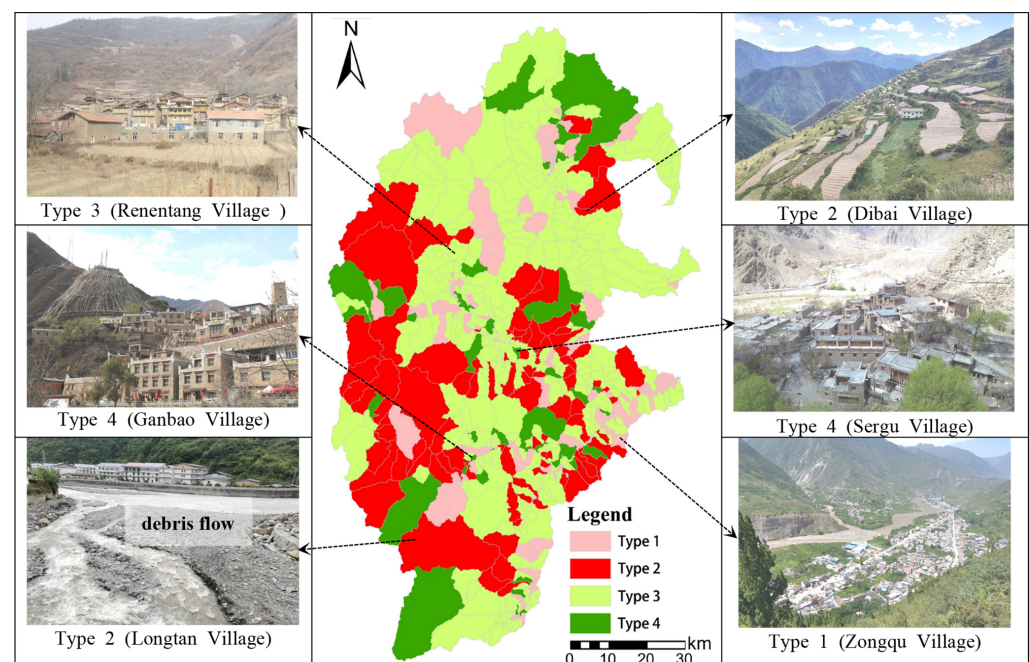 Type 3 (Renentang Village )
Type 4 (Ganbao Village)
debris flow
Type 2 (Longtan Village)
N
Legend
Type 1
Type 2
Type 3
Type 4
km
0 10 20 30
Type 2 (Dibai Village)
Type 4 (Sergu Village)
Type 1 (Zongqu Village)